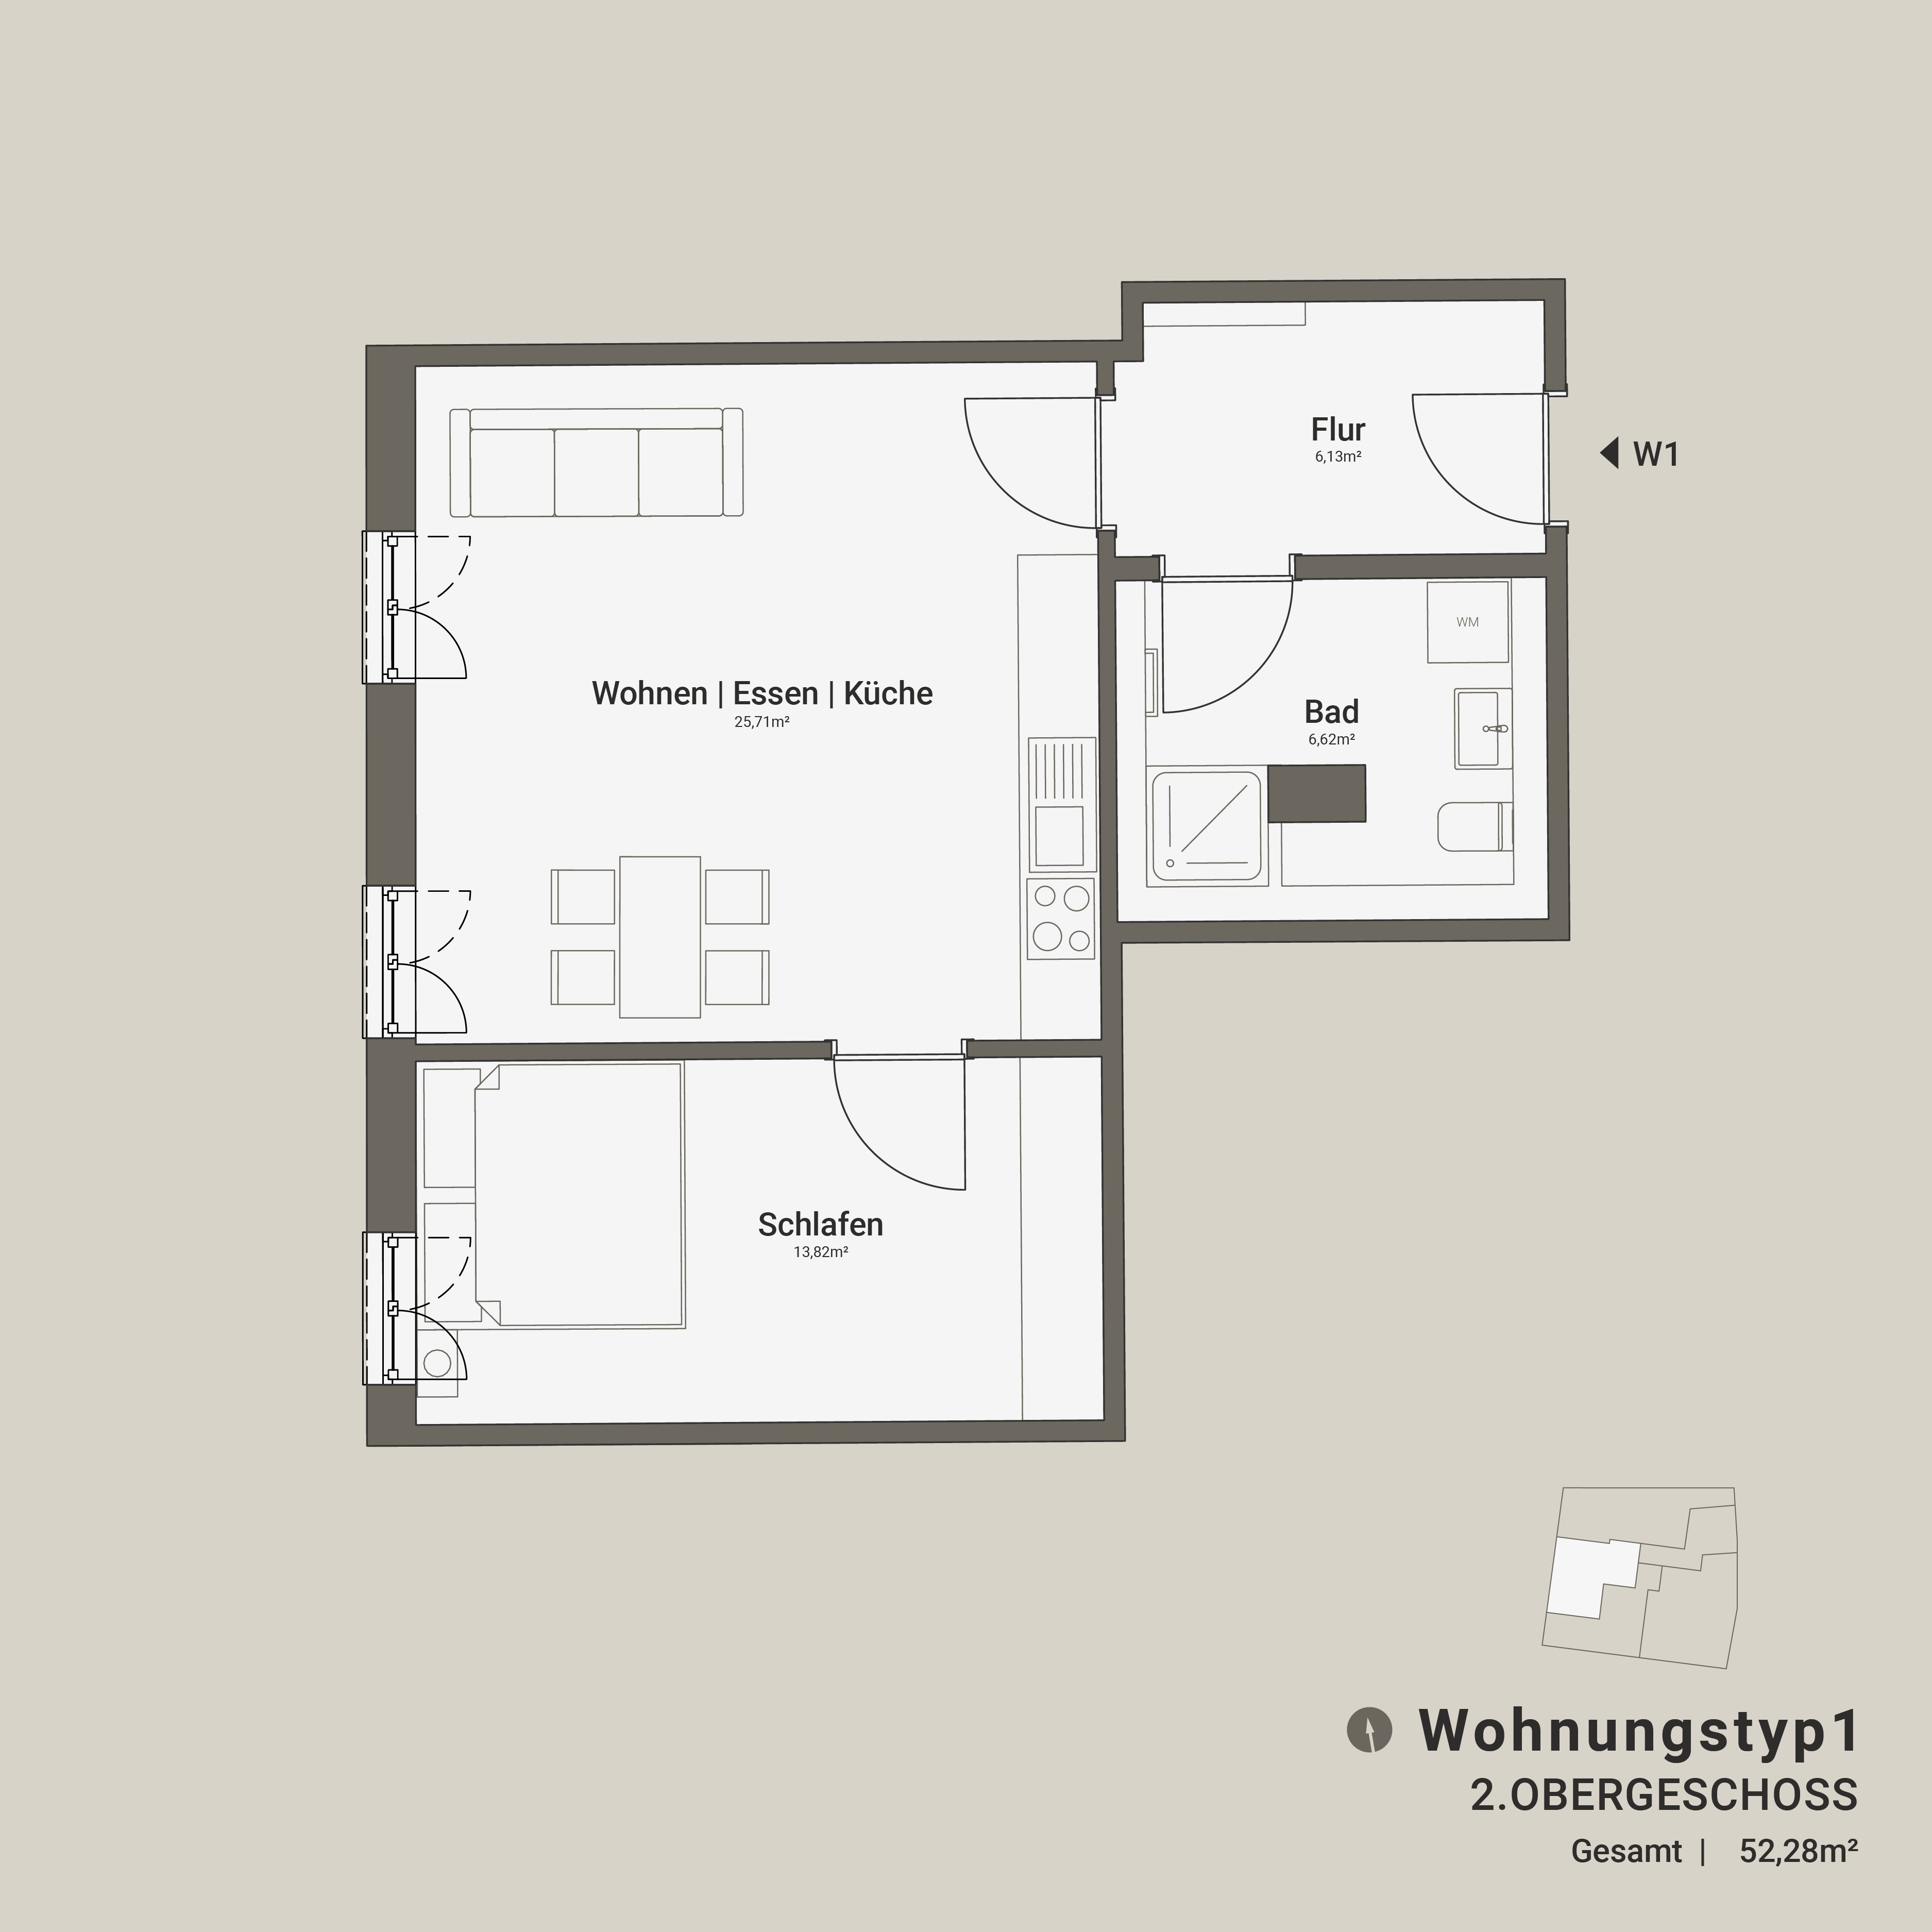 Flur
6,13m²
W1
WM
Wohnen | Essen | Küche
25,71m²
Bad
6,62m²
Schlafen
13,82m²
Wohnungstyp1
2.OBERGESCHOSS
Gesamt | 52,28m²